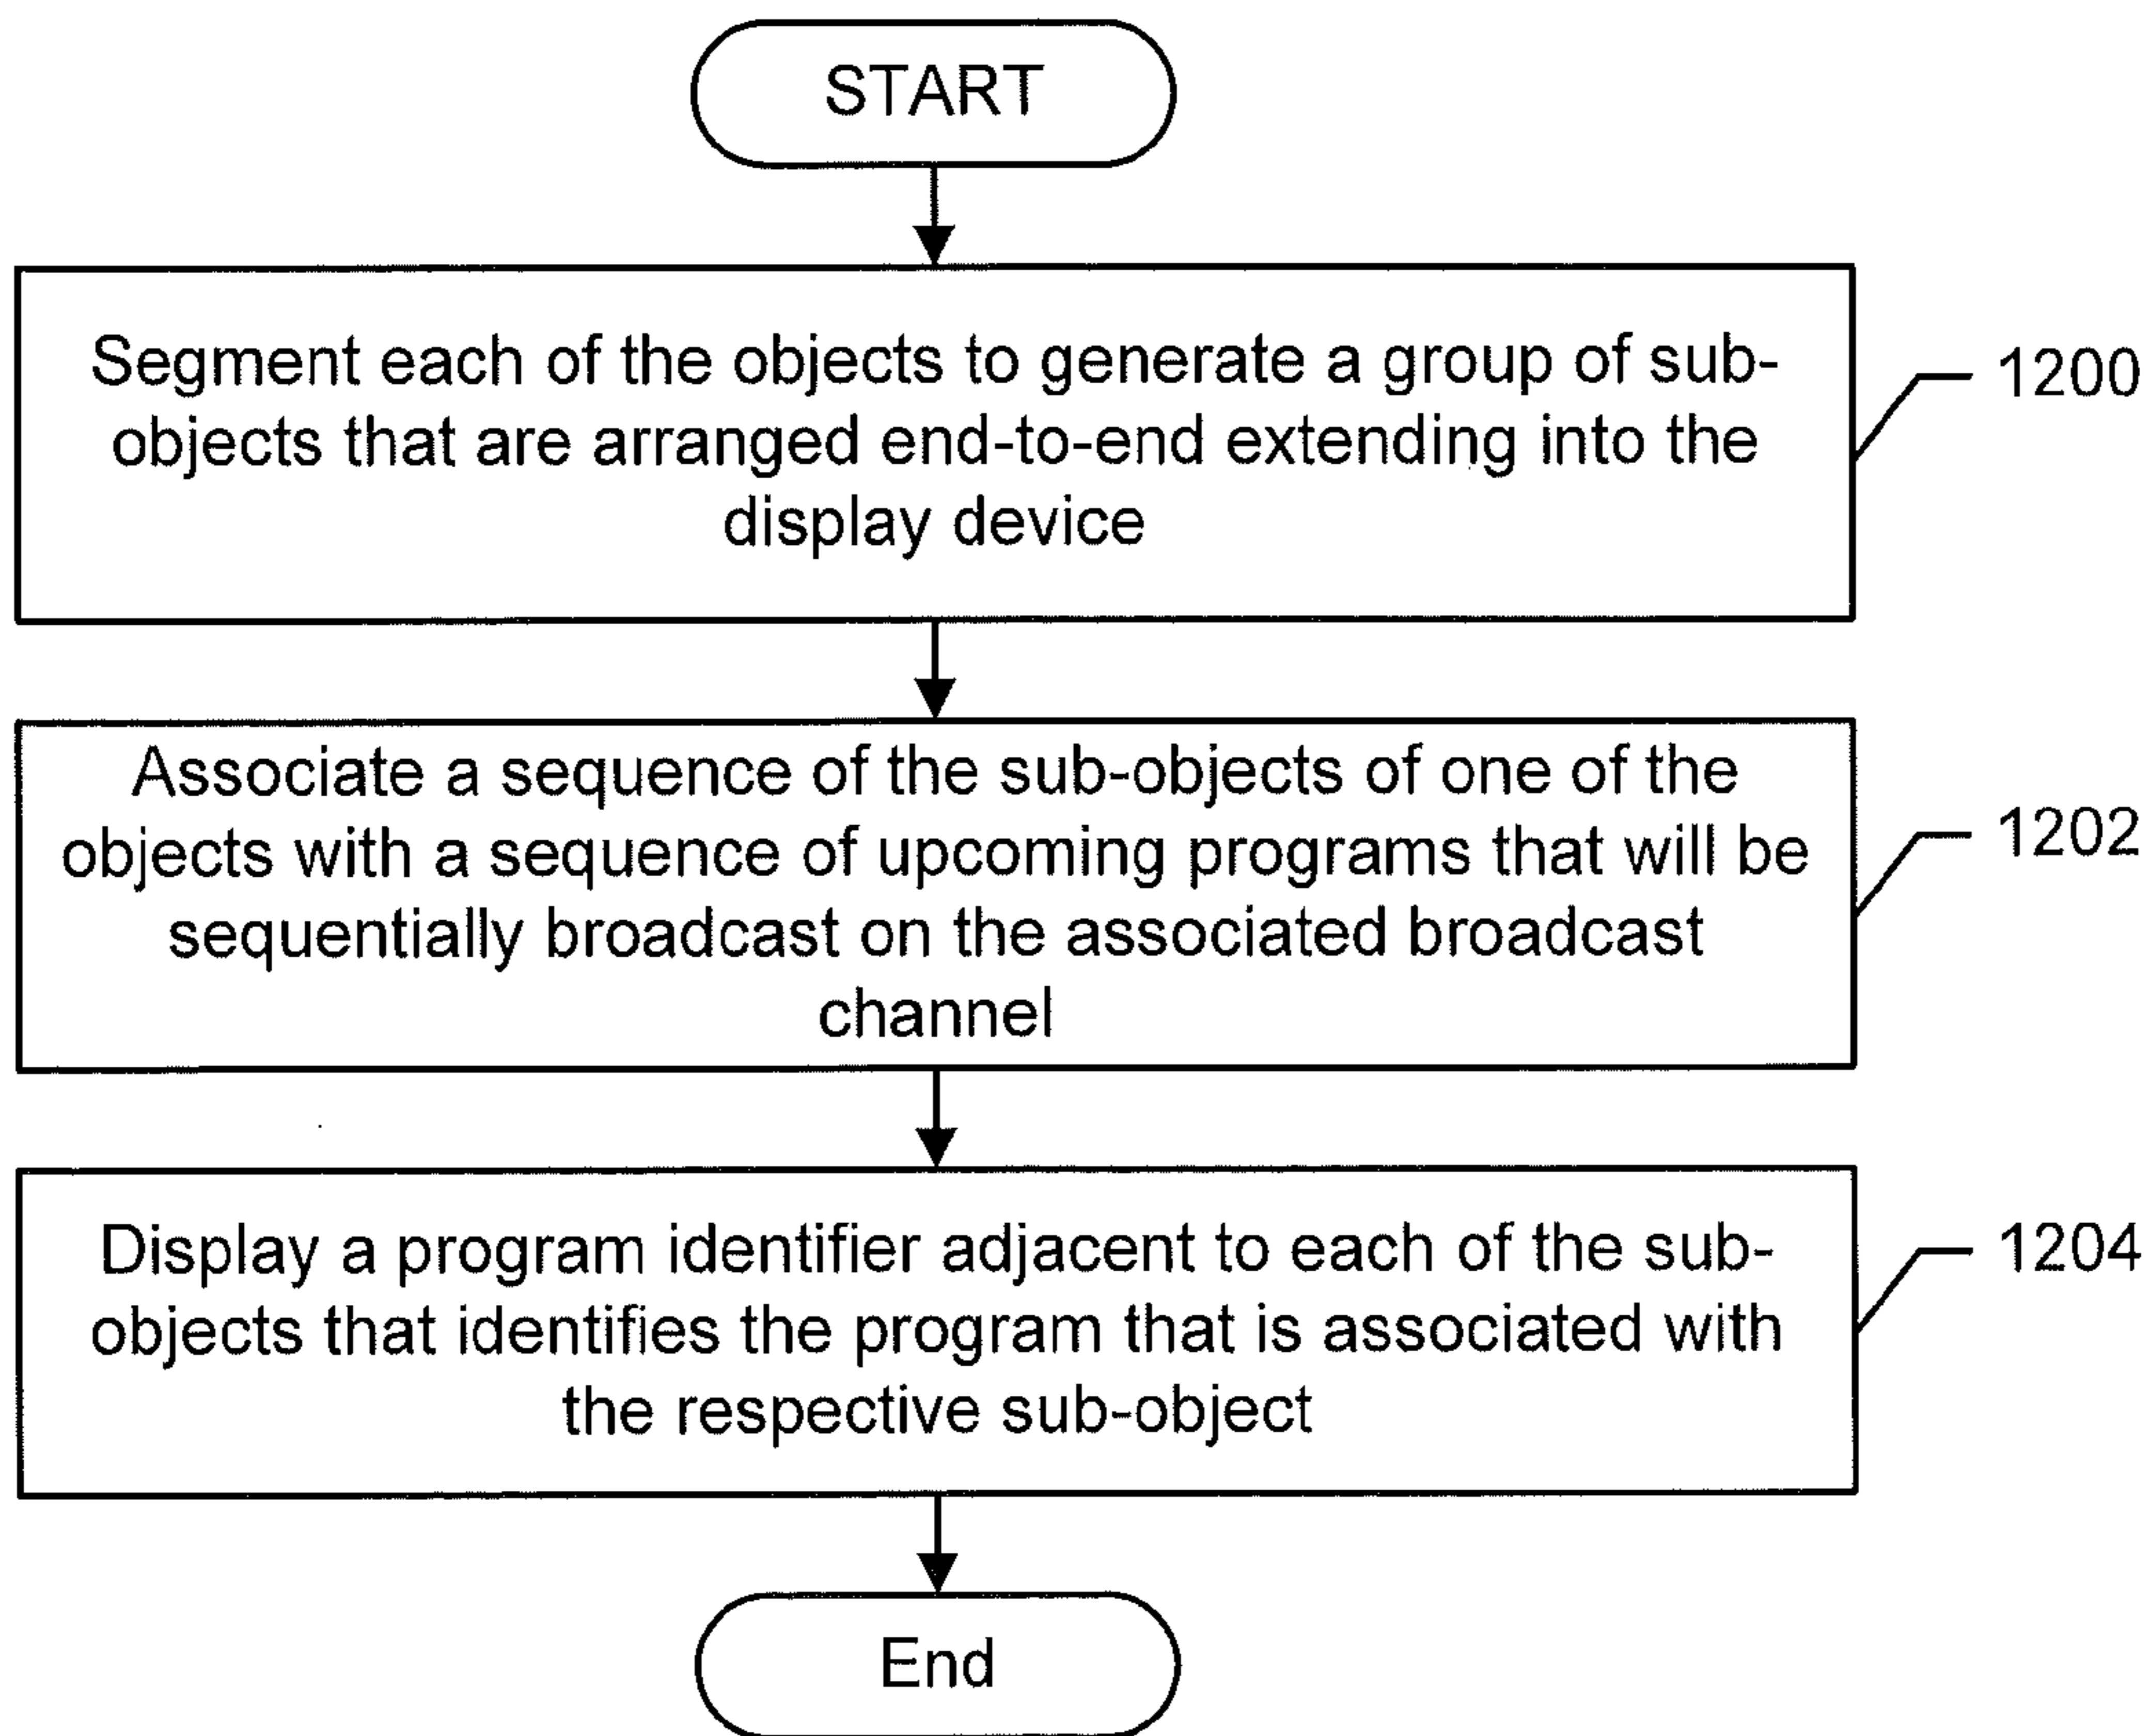 START
Segment each of the objects to generate a group of sub-
objects that are arranged end-to-end extending into the
display device
1200
Associate a sequence of the sub-objects of one of the
objects with a sequence of upcoming programs that will be
sequentially broadcast on the associated broadcast
channel
1202
Display a program identifier adjacent to each of the sub-
objects that identifies the program that is associated with
the respective sub-object
1204
End